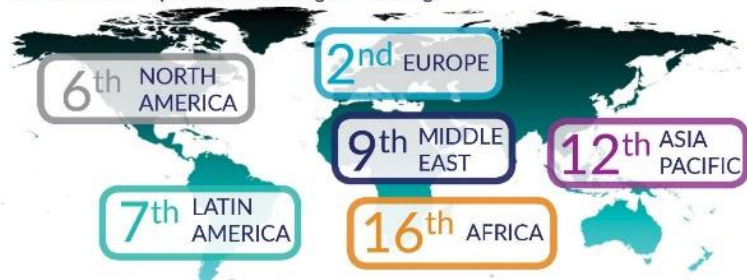 6th NORTH
AMERICA
2nd EUROPE
9th MIDDLE
EAST
12th ASIA
PACIFIC
7th LATIN
AMERICA
16th AFRICA